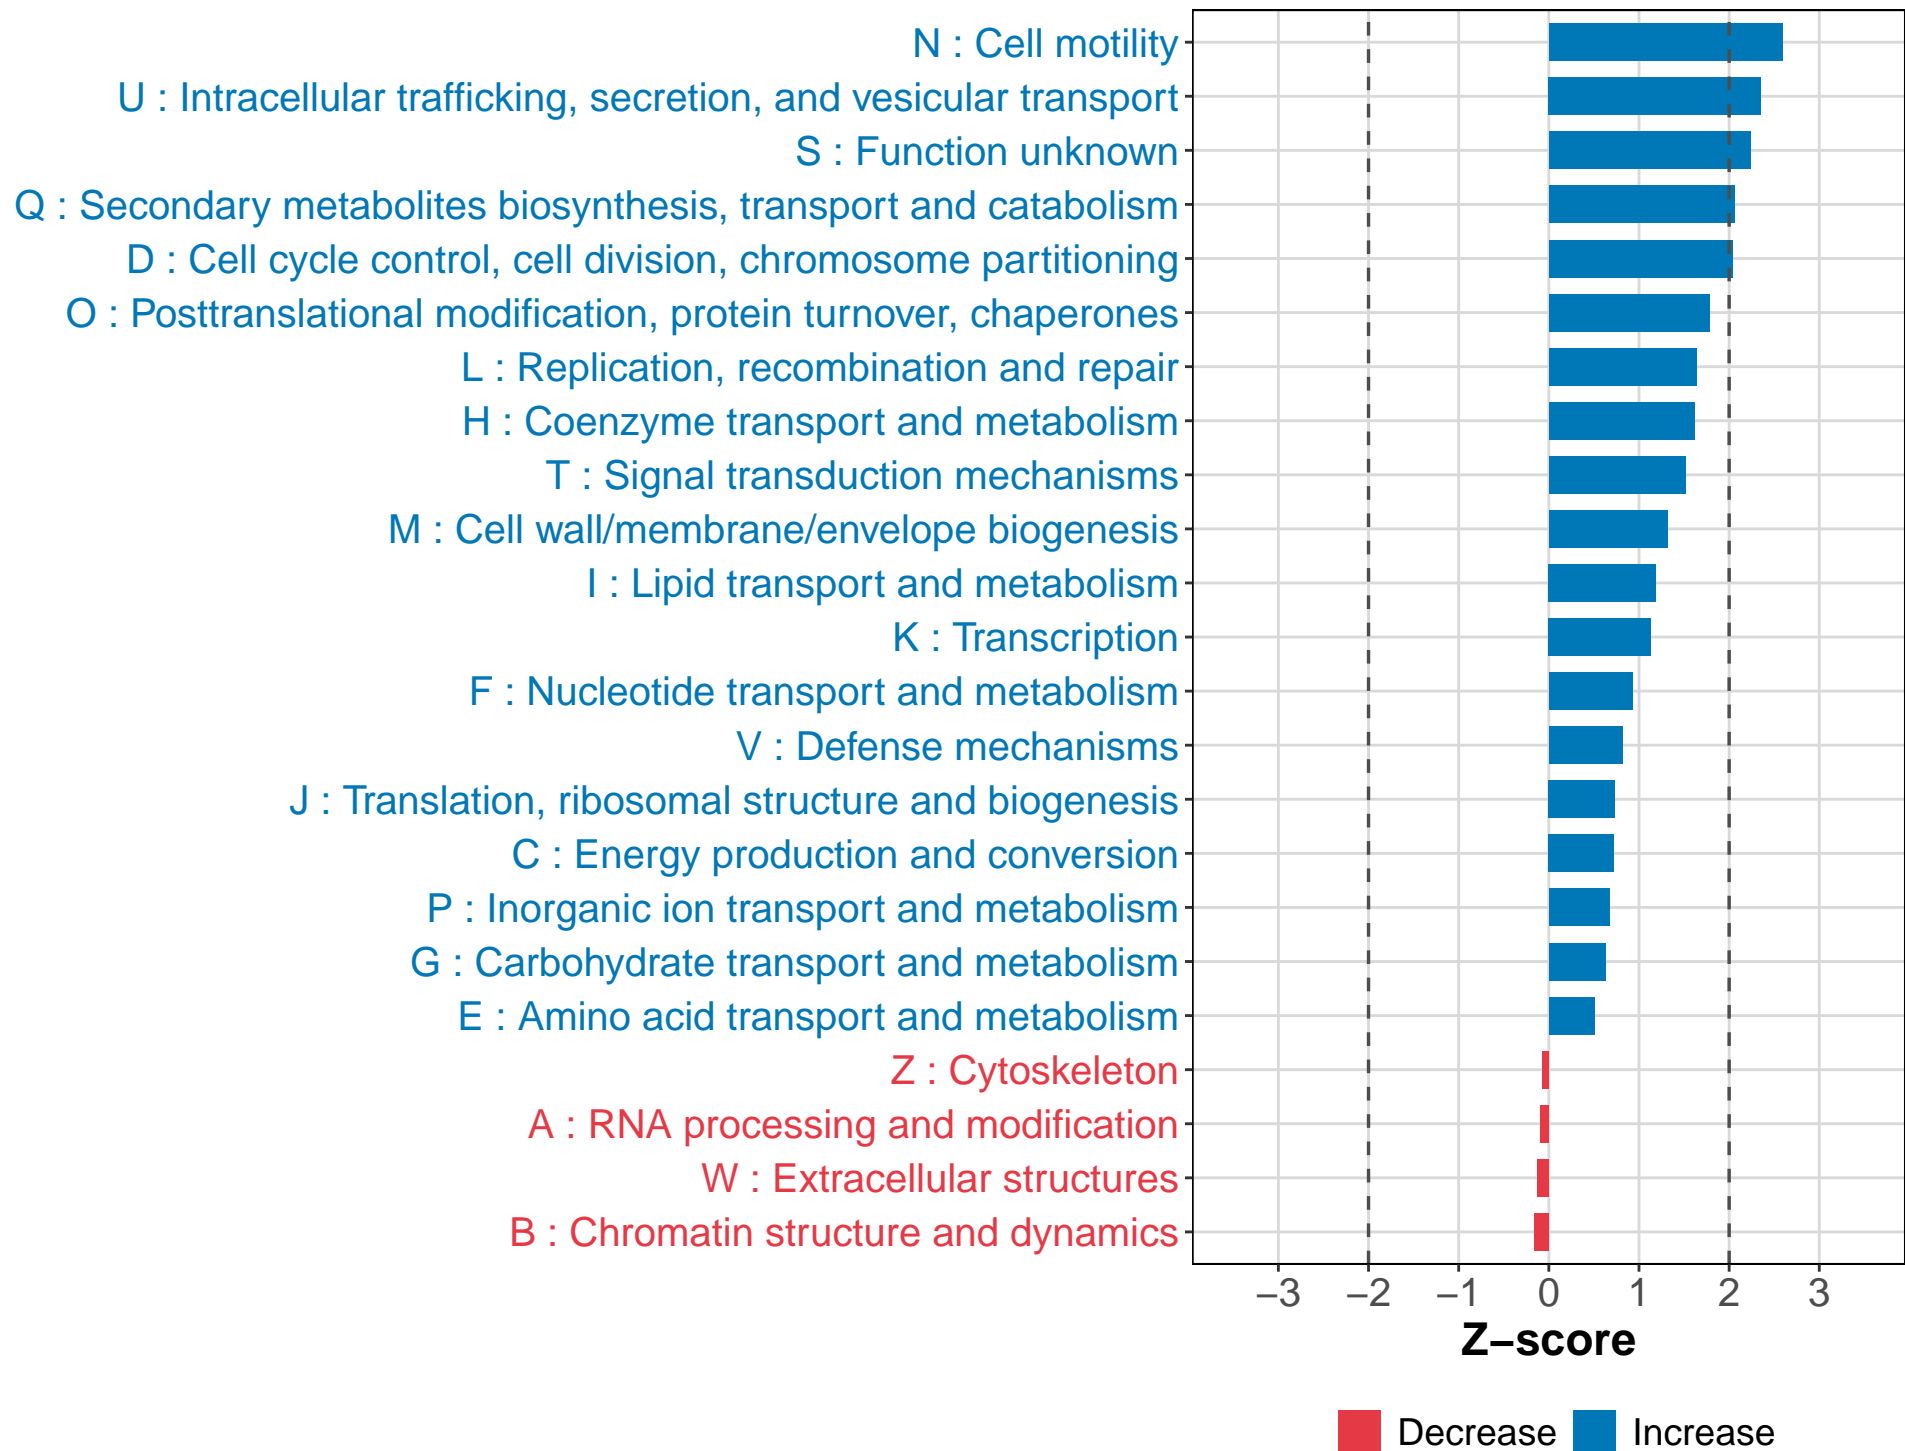 N : Cell motility
U : Intracellular trafficking, secretion, and vesicular transport
S : Function unknown
Q : Secondary metabolites biosynthesis, transport and catabolism
D : Cell cycle control, cell division, chromosome partitioning
O : Posttranslational modification, protein turnover, chaperones
L : Replication, recombination and repair
H : Coenzyme transport and metabolism
T : Signal transduction mechanisms
M : Cell wall/membrane/envelope biogenesis
I : Lipid transport and metabolism
K : Transcription
F : Nucleotide transport and metabolism
V : Defense mechanisms
J : Translation, ribosomal structure and biogenesis
C : Energy production and conversion
P : Inorganic ion transport and metabolism
G : Carbohydrate transport and metabolism
E : Amino acid transport and metabolism
Z : Cytoskeleton
A : RNA processing and modification
W : Extracellular structures
B : Chromatin structure and dynamics
−3 −2 −1 0 1 2 3
Z−score
Decrease Increase